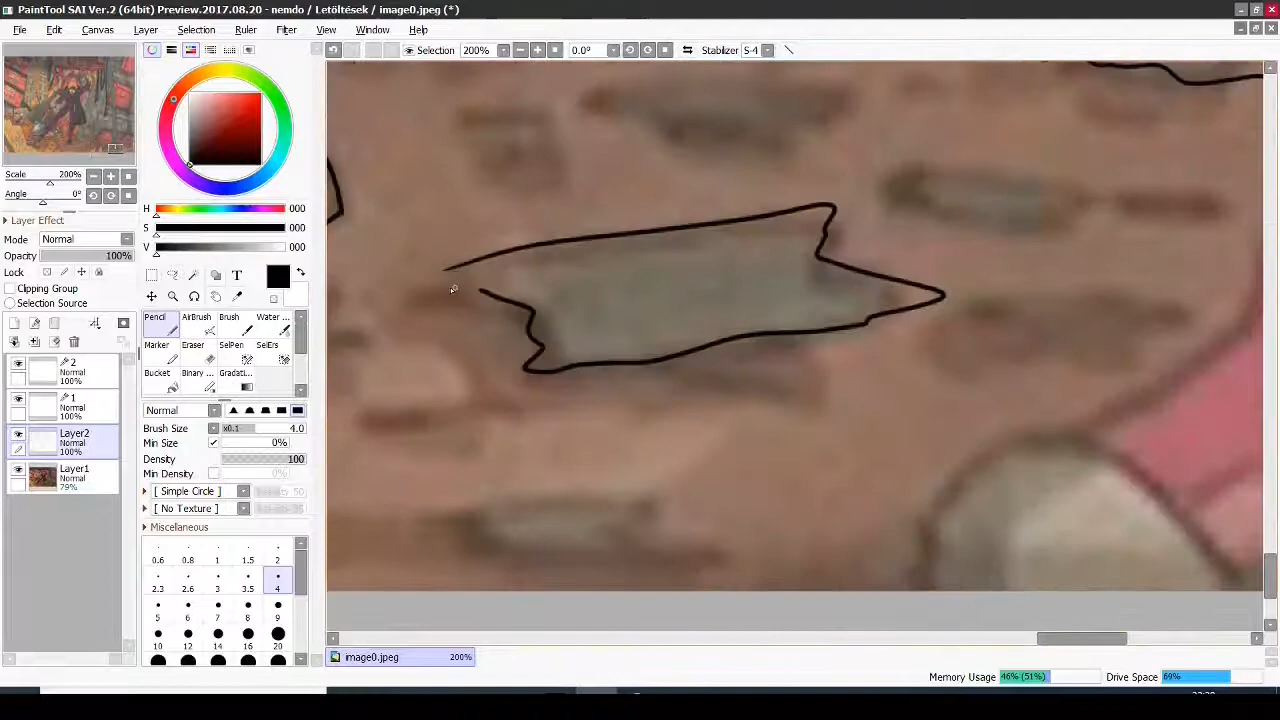 PaintTool SAI Ver.2 (64bit) Preview.2017.08.20 - nemdo / Letöltések / image0.jpeg (*)
File Edit Canvas Layer Selection Ruler Filter View Window Help
Selection 200% 0.0° Stabilizer S-4
Scale 200%
Angle 0°
Layer Effect
Mode Normal
Opacity 100%
Lock
Clipping Group
Selection Source
2
Normal
100%
1
Normal
100%
Layer2
Normal
100%
Layer1
Normal
79%
H 000
S 000
V 000
T
Pencil AirBrush Brush Water ...
Marker Eraser SelPen SelErs
Bucket Binary ... Gradati...
Normal
Brush Size x0.1 4.0
Min Size 0%
Density 100
Min Density 0%
[ Simple Circle ]
[ No Texture ]
Miscellaneous
0.6 0.8 1 1.5 2
2.3 2.6 3 3.5 4
5 6 7 8 9
10 12 14 16 20
image0.jpeg 200%
Memory Usage 46% (51%) Drive Space 69%